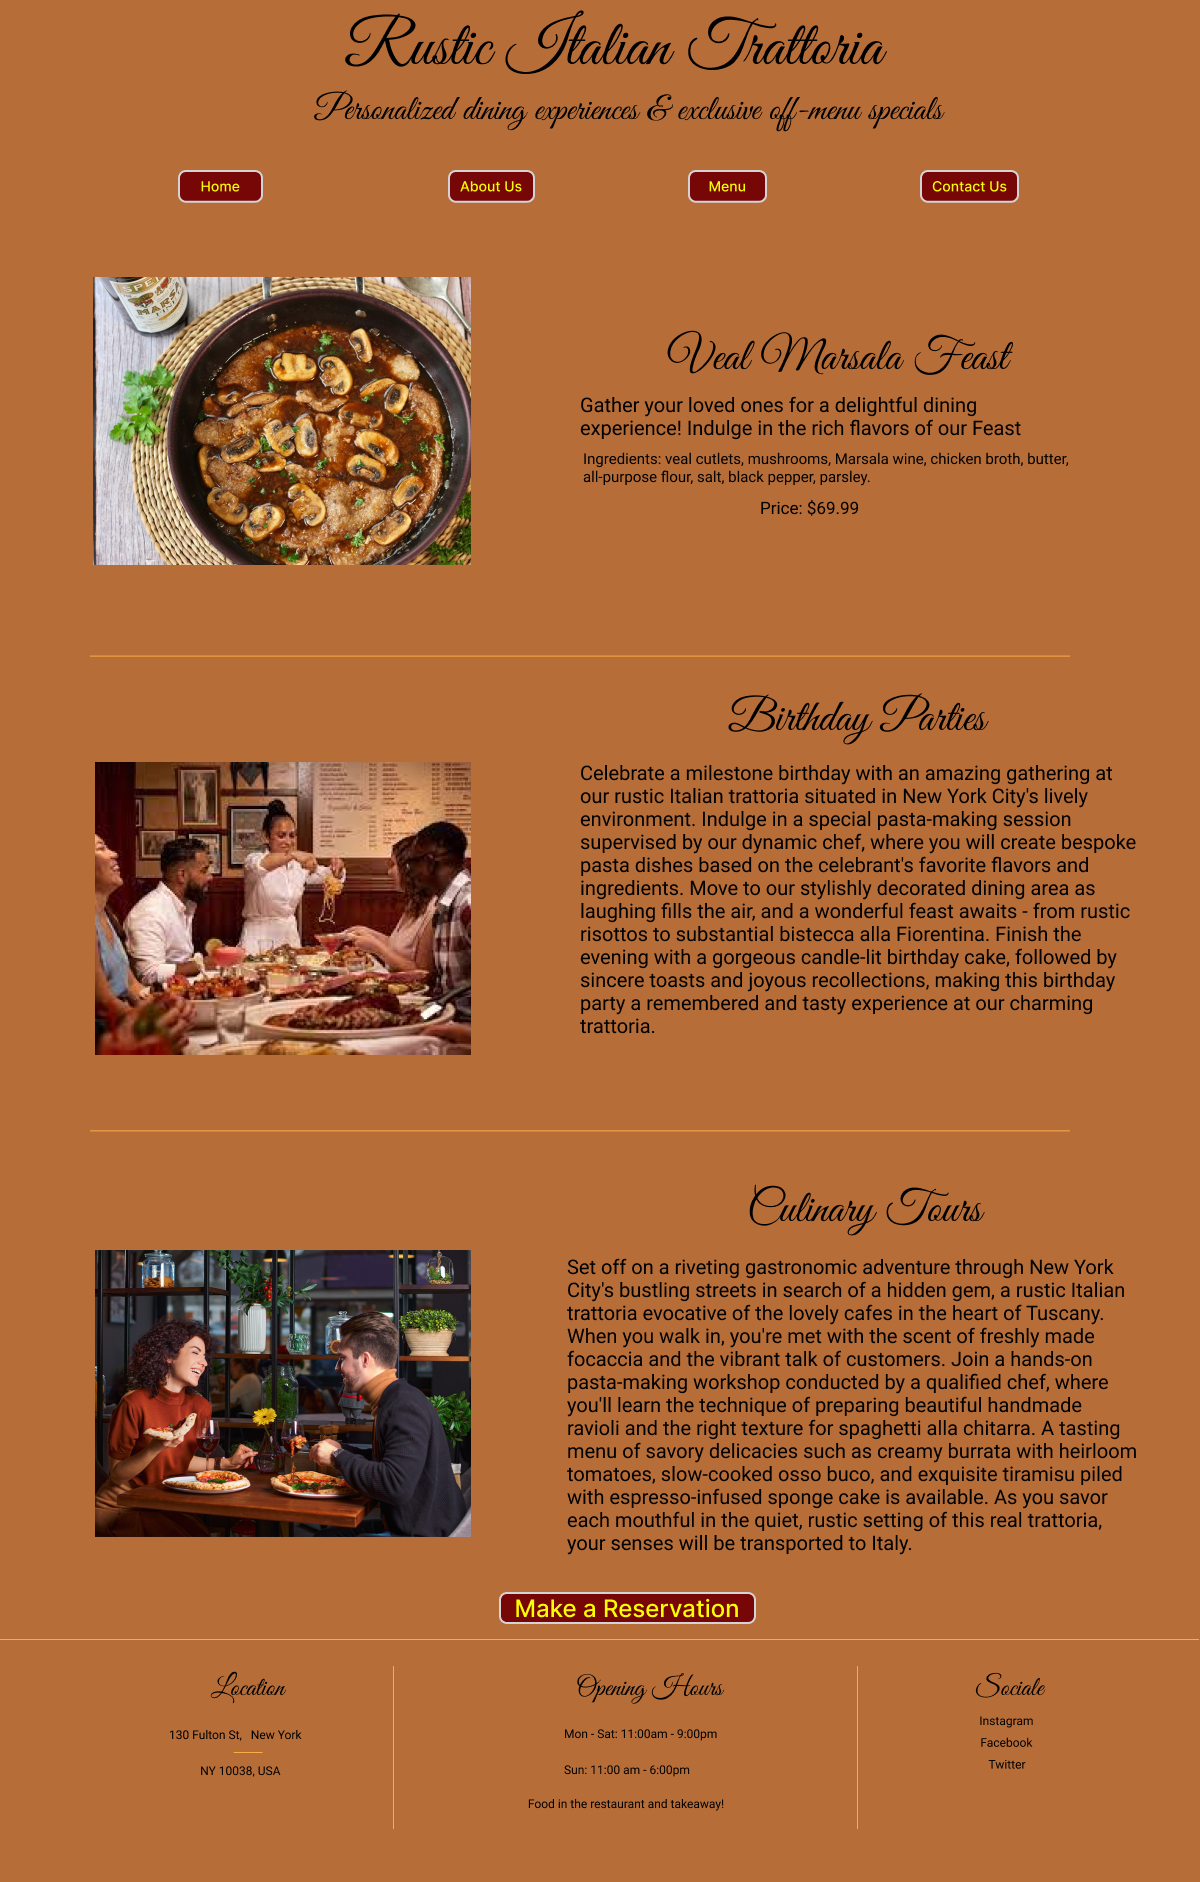 Rustic Italian Trattoria
Personalized dining experiences & exclusive off-menu specials
Home
About Us
Menu
Contact Us
Veal Marsala Feast
Gather your loved ones for a delightful dining
experience! Indulge in the rich flavors of our Feast
Ingredients: veal cutlets, mushrooms, Marsala wine, chicken broth, butter,
all-purpose flour, salt, black pepper, parsley.
Price: $69.99
Birthday Parties
Celebrate a milestone birthday with an amazing gathering at
our rustic Italian trattoria situated in New York City's lively
environment. Indulge in a special pasta-making session
supervised by our dynamic chef, where you will create bespoke
pasta dishes based on the celebrant's favorite flavors and
ingredients. Move to our stylishly decorated dining area as
laughing fills the air, and a wonderful feast awaits - from rustic
risottos to substantial bistecca alla Fiorentina. Finish the
evening with a gorgeous candle-lit birthday cake, followed by
sincere toasts and joyous recollections, making this birthday
party a remembered and tasty experience at our charming
trattoria.
Culinary Tours
Set off on a riveting gastronomic adventure through New York
City's bustling streets in search of a hidden gem, a rustic Italian
trattoria evocative of the lovely cafes in the heart of Tuscany.
When you walk in, you're met with the scent of freshly made
focaccia and the vibrant talk of customers. Join a hands-on
pasta-making workshop conducted by a qualified chef, where
you'll learn the technique of preparing beautiful handmade
ravioli and the right texture for spaghetti alla chitarra. A tasting
menu of savory delicacies such as creamy burrata with heirloom
tomatoes, slow-cooked osso buco, and exquisite tiramisu piled
with espresso-infused sponge cake is available. As you savor
each mouthful in the quiet, rustic setting of this real trattoria,
your senses will be transported to Italy.
Make a Reservation
Location
130 Fulton St, New York
NY 10038, USA
Opening Hours
Mon - Sat: 11:00am - 9:00pm
Sun: 11:00 am - 6:00pm
Food in the restaurant and takeaway!
Sociale
Instagram
Facebook
Twitter